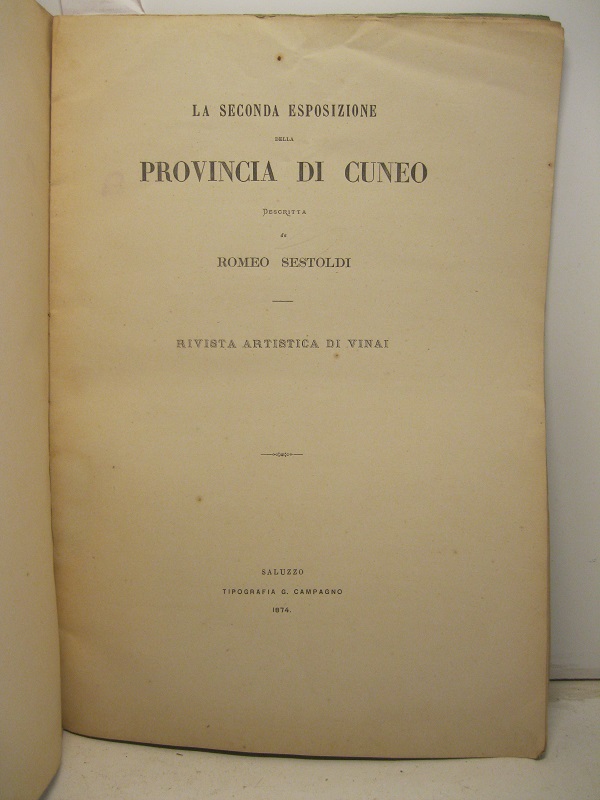 LA SECONDA ESPOSIZIONE
DELLA
PROVINCIA DI CUNEO
DESCRITTA
da
ROMEO SESTOLDI
RIVISTA ARTISTICA DI VINAI
SALUZZO
TIPOGRAFIA G. CAMPAGNO
1874.